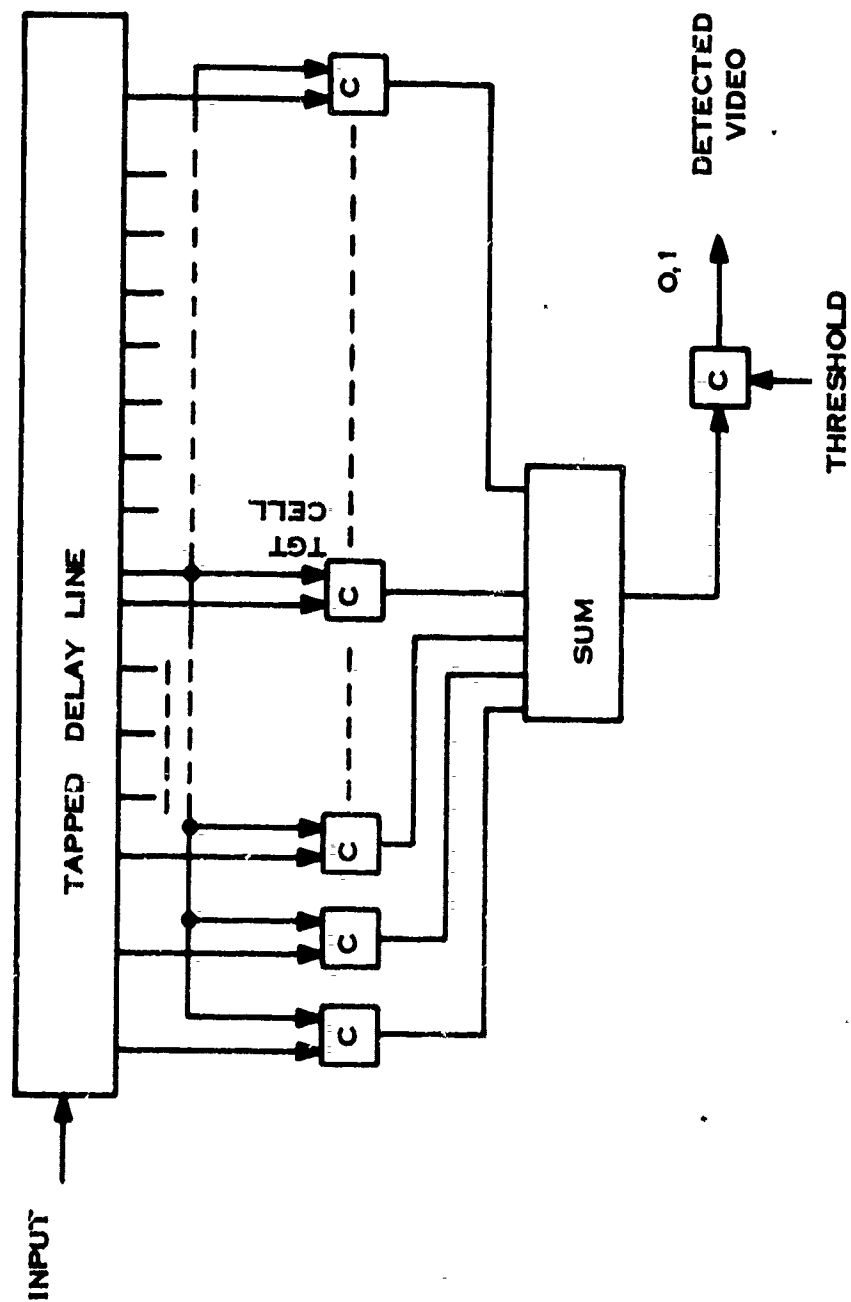 INPUT
TAPPED DELAY LINE
TGT
CELL
C
C
C
C
C
SUM
C
0,1
DETECTED
VIDEO
THRESHOLD